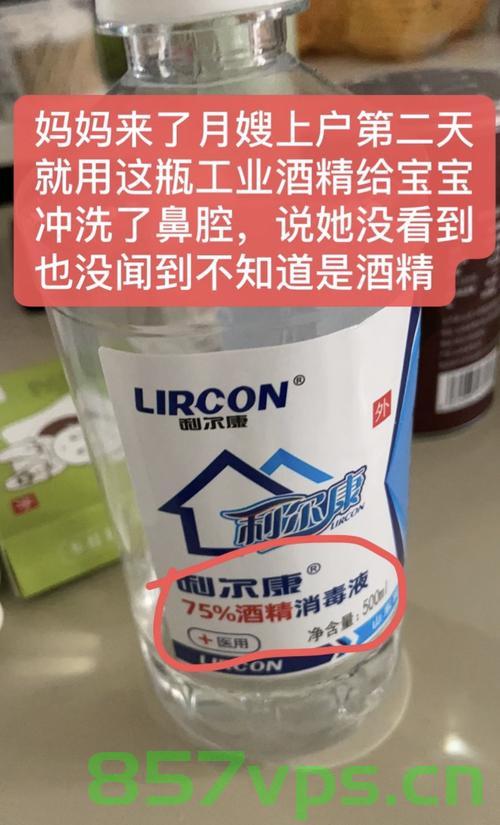 妈妈来了月嫂上户第二天
就用这瓶工业酒精给宝宝
冲洗了鼻腔，说她没看到
也没闻到不知道是酒精
LIRCON®
利尔康
外
利尔康
LIRCON
利尔康®
75%酒精消毒液
净含量:500ml
+医用
山东
LIRCON
857vps.cn